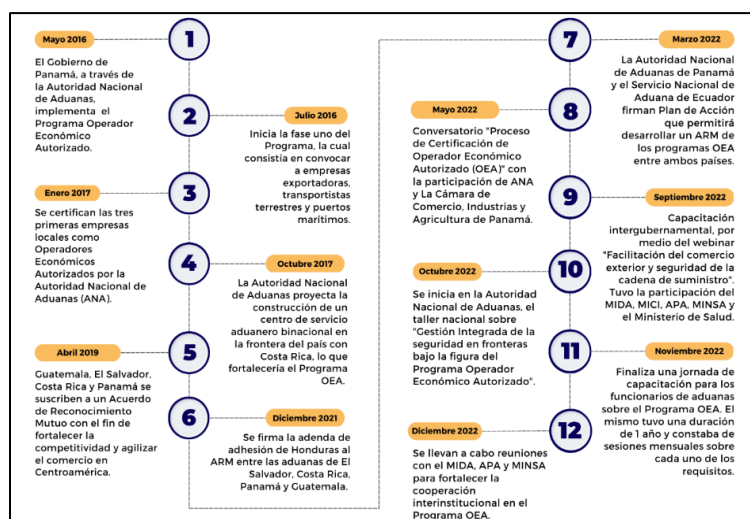 1
Mayo 2016
El Gobierno de
Panamá, a través de
la Autoridad Nacional
de Aduanas,
implementa el
Programa Operador
Económico
Autorizado.
2
Julio 2016
Inicia la fase uno del
Programa, la cual
consistía en convocar
a empresas
exportadoras,
transportistas
terrestres y puertos
marítimos.
3
Enero 2017
Se certifican las tres
primeras empresas
locales como
Operadores
Económicos
Autorizados por la
Autoridad Nacional de
Aduanas (ANA).
4
Octubre 2017
La Autoridad Nacional
de Aduanas proyecta la
construcción de un
centro de servicio
aduanero binacional en
la frontera del país con
Costa Rica, lo que
fortalecería el Programa
OEA.
5
Abril 2019
Guatemala, El Salvador,
Costa Rica y Panamá se
suscriben a un Acuerdo de
Reconocimiento
Mutuo con el fin de
fortalecer la
competitividad y agilizar
el comercio en
Centroamérica.
6
Diciembre 2021
Se firma la adenda de
adhesión de Honduras al
ARM entre las aduanas de El
Salvador, Costa Rica,
Panamá y Guatemala.
7
Marzo 2022
La Autoridad Nacional
de Aduanas de Panamá
y el Servicio Nacional de
Aduana de Ecuador
firman Plan de Acción
que permitirá
desarrollar un ARM de
los programas OEA
entre ambos países.
8
Mayo 2022
Conversatorio "Proceso
de Certificación de
Operador Económico
Autorizado (OEA)" con
la participación de ANA
y La Cámara de
Comercio, Industrias y
Agricultura de Panamá.
9
Septiembre 2022
Capacitación
intergubernamental, por
medio del webinar
"Facilitación del comercio
exterior y seguridad de la
cadena de suministro".
Tuvo la participación del
MIDA, MICI, APA, MINSA y
el Ministerio de Salud.
10
Octubre 2022
Se inicia en la Autoridad
Nacional de Aduanas, el
taller nacional sobre
"Gestión Integrada de la
seguridad en fronteras
bajo la figura del
Programa Operador
Económico Autorizado".
11
Noviembre 2022
Finaliza una jornada de
capacitación para los
funcionarios de aduanas
sobre el Programa OEA. El
mismo tuvo una duración
de 1 año y constaba de
sesiones mensuales sobre
cada uno de los
requisitos.
12
Diciembre 2022
Se llevan a cabo reuniones
con el MIDA, APA y MINSA
para fortalecer la
cooperación
interinstitucional en el
Programa OEA.